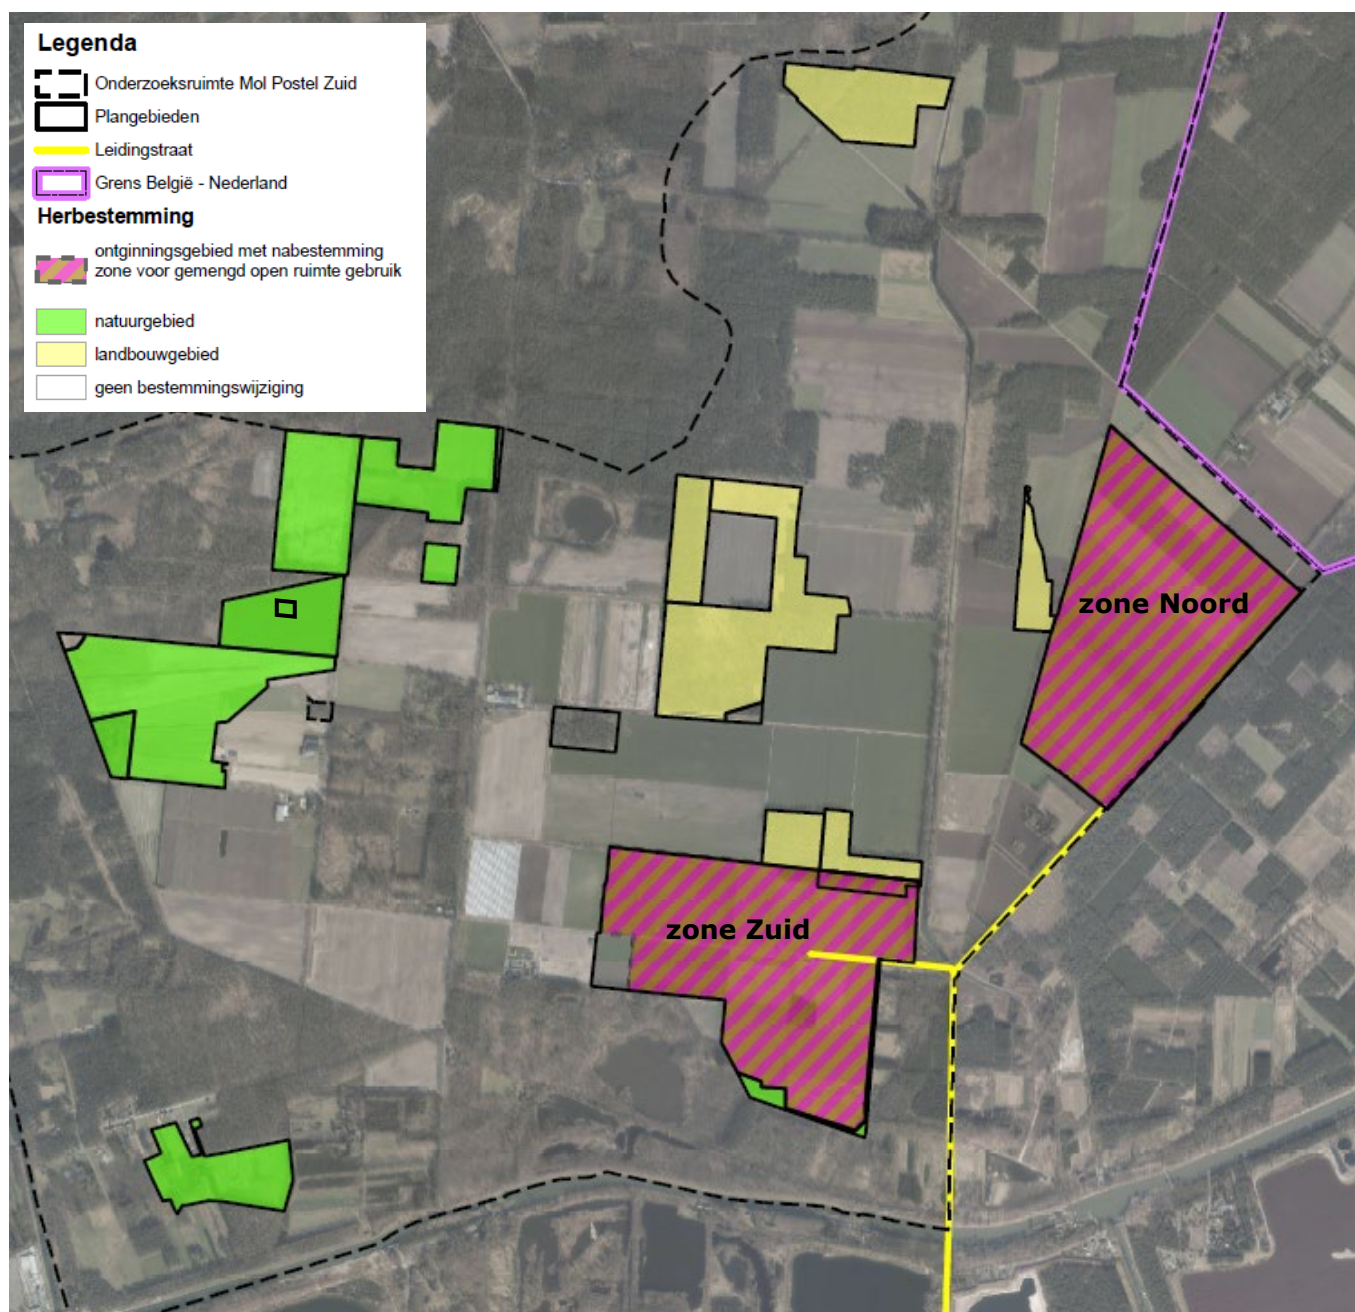 Legenda
Onderzoeksruimte Mol Postel Zuid
Plangebieden
Leidingstraat
Grens België - Nederland
Herbestemming
ontginningsgebied met nabestemming
zone voor gemengd open ruimte gebruik
natuurgebied
landbouwgebied
geen bestemmingswijziging
zone Noord
zone Zuid